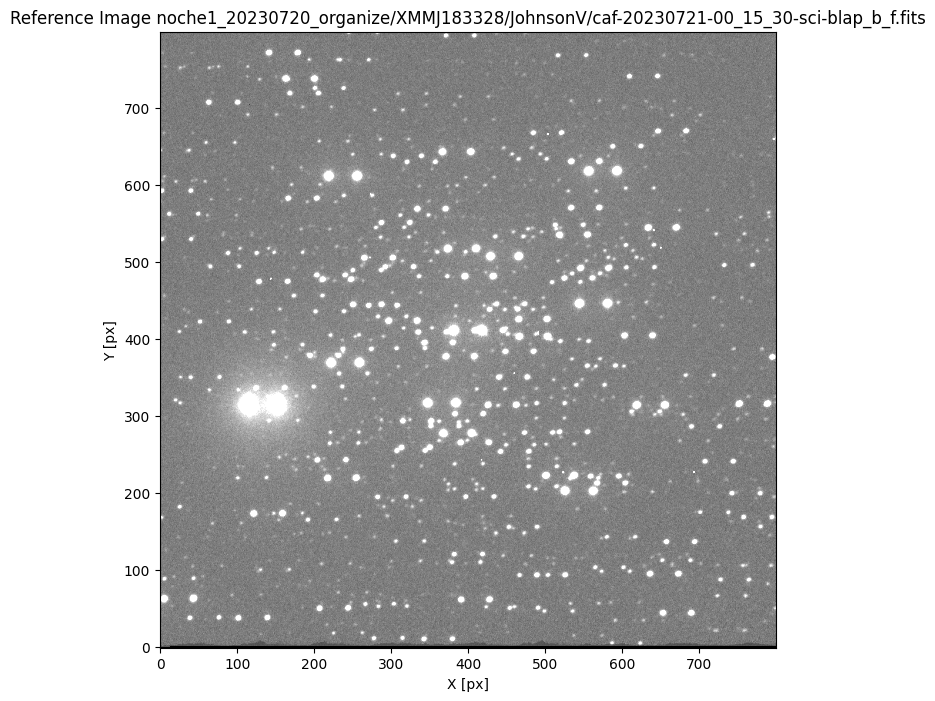 Reference Image noche1_20230720_organize/XMMJ183328/JohnsonV/caf-20230721-00_15_30-sci-blap_b_f.fits
700
600
500
400
300
200
100
0
Y [px]
0 100 200 300 400 500 600 700
X [px]